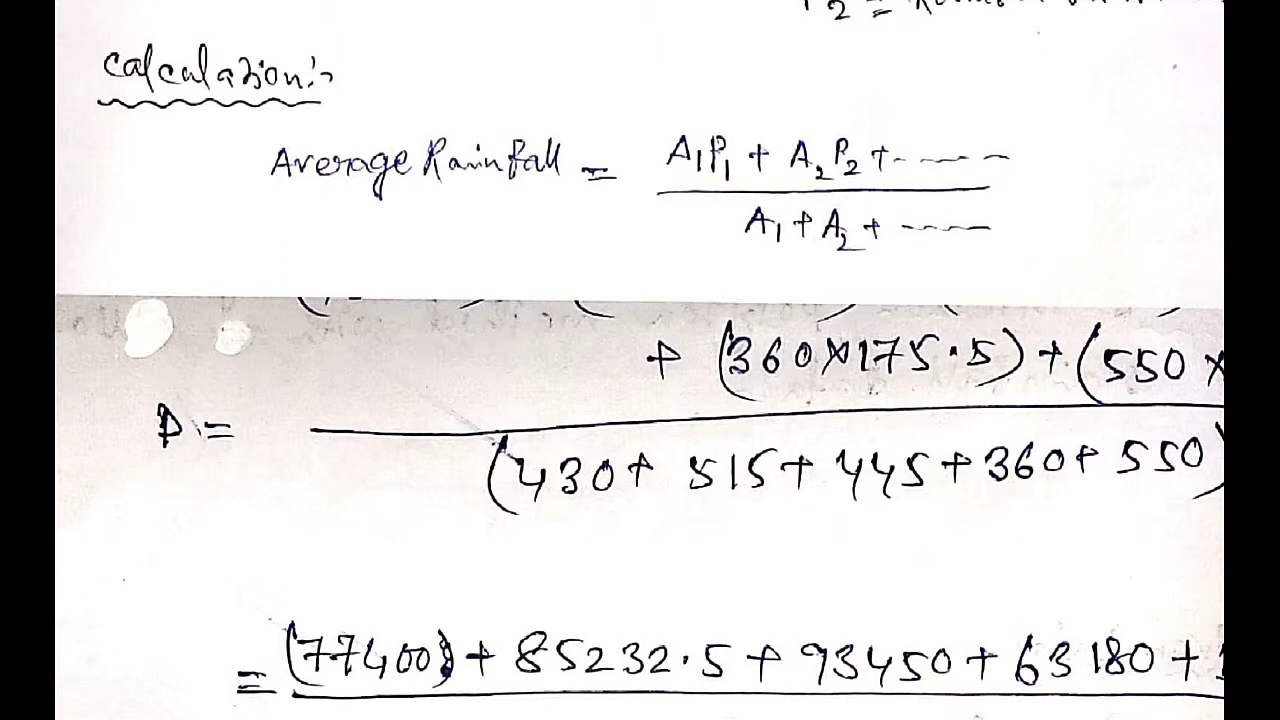 P2 =
Calculation:-
Average Rainfall = A1P1 + A2P2 + -----
A1 + A2 + -----
+ (360×175.5) + (550 ×
P = 
(430 + 515 + 445 + 360 + 550)
= (77400) + 85232.5 + 93450 + 63180 +